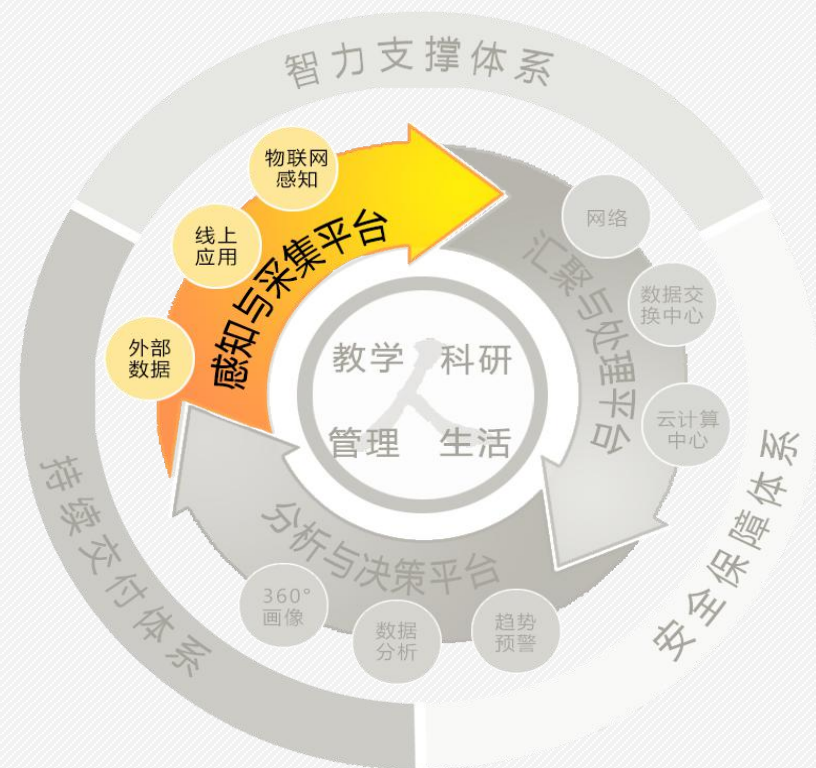 智力支撑体系
物联网
感知
线上
应用
外部
数据
感知与采集平台
网络
数据交
换中心
云计算
中心
汇聚与处理平台
教学
科研
人
管理
生活
分析与决策平台
360°
画像
数据
分析
趋势
预警
持续交付体系
安全保障体系